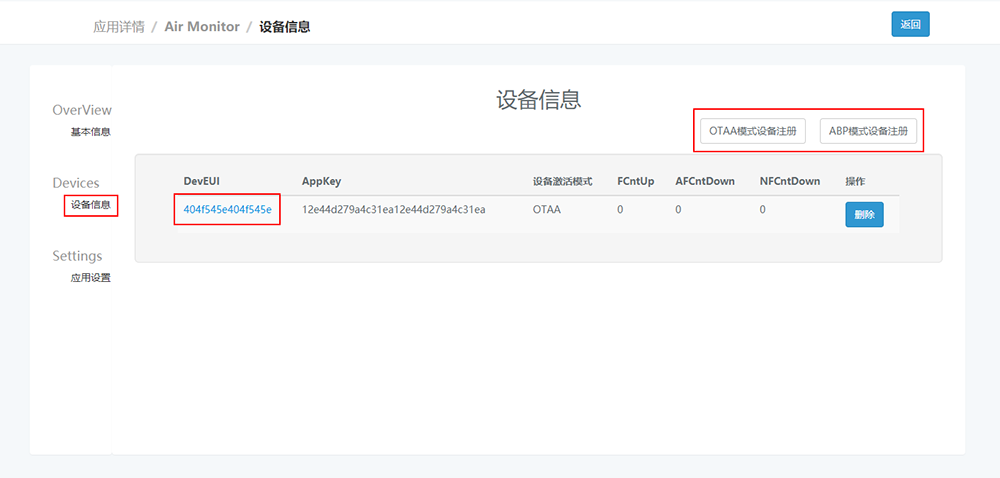 应用详情 / Air Monitor / 设备信息
返回
OverView
基本信息
Devices
设备信息
Settings
应用设置
设备信息
OTAA模式设备注册 ABP模式设备注册
DevEUI AppKey 设备激活模式 FCntUp AFCntDown NFCntDown 操作
404f545e404f545e 12e44d279a4c31ea12e44d279a4c31ea OTAA 0 0 0 删除